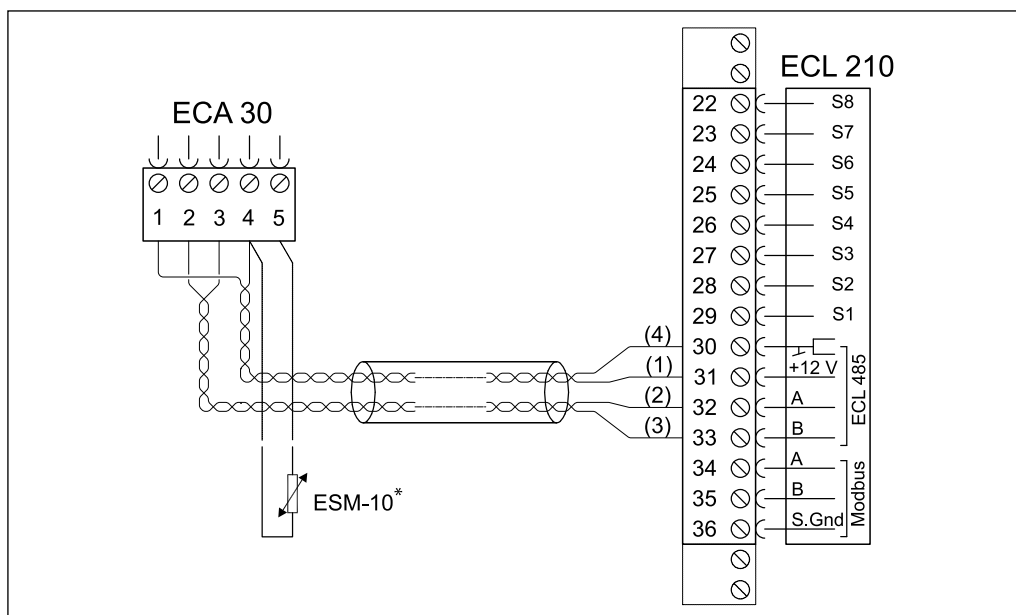 ECA 30
1 2 3 4 5
ESM-10*
ECL 210
22 S8
23 S7
24 S6
25 S5
26 S4
27 S3
28 S2
29 S1
(4) 30
(1) 31 +12 V
(2) 32 A
(3) 33 B
ECL 485
34 A
35 B
36 S.Gnd
Modbus